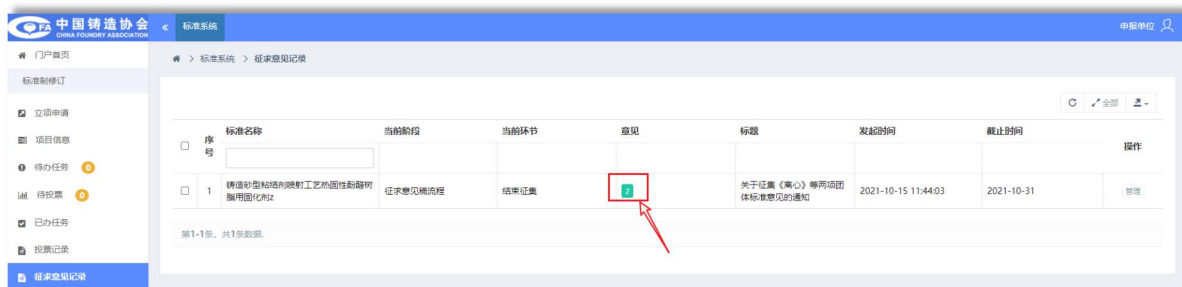 中国铸造协会
CHINA FOUNDRY ASSOCIATION
« 标准系统
申报单位
门户首页
标准系统 > 征求意见记录
标准制修订
立项申请
项目信息
待办任务 0
待投票 0
已办任务
投票记录
征求意见记录
全部
序号 标准名称 当前阶段 当前环节 意见 标题 发起时间 截止时间 操作
1 铸造砂型粘结剂喷射工艺热固性酚醛树 征求意见稿流程 结束征集 2 关于征集《离心》等两项团 2021-10-15 11:44:03 2021-10-31 管理
脂用固化剂z 体标准意见的通知
第1-1条, 共1条数据.